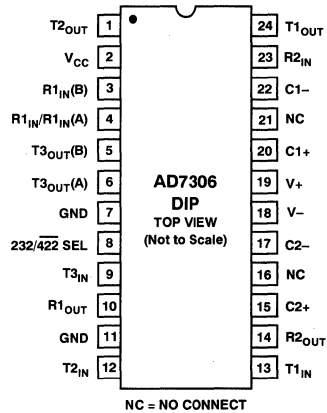 T2OUT 1 24 T1OUT
VCC 2 23 R2IN
R1IN(B) 3 22 C1–
R1IN/R1IN(A) 4 21 NC
T3OUT(B) 5 20 C1+
T3OUT(A) 6 19 V+
GND 7 18 V–
232/422 SEL 8 17 C2–
T3IN 9 16 NC
R1OUT 10 15 C2+
GND 11 14 R2OUT
T2IN 12 13 T1IN
AD7306
DIP
TOP VIEW
(Not to Scale)
NC = NO CONNECT